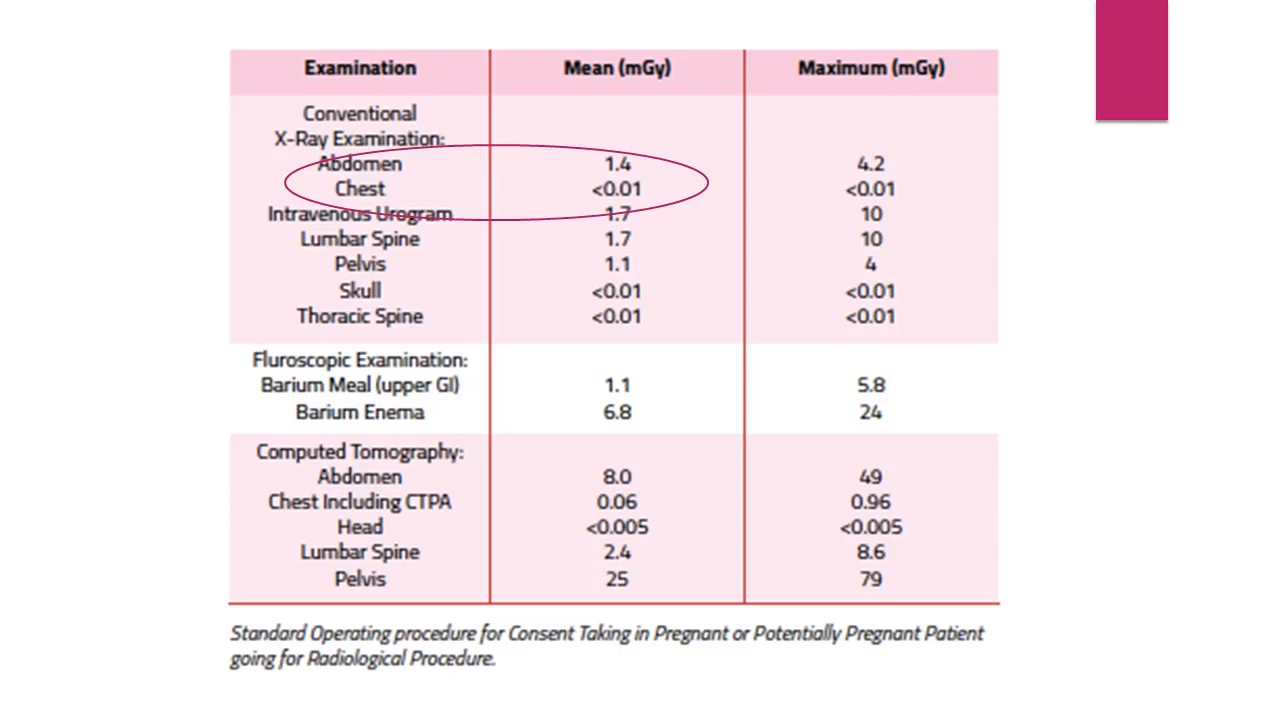 Examination Mean (mGy) Maximum (mGy)
Conventional
X-Ray Examination:
Abdomen 1.4 4.2
Chest <0.01 <0.01
Intravenous Urogram 1.7 10
Lumbar Spine 1.7 10
Pelvis 1.1 4
Skull <0.01 <0.01
Thoracic Spine <0.01 <0.01
Fluroscopic Examination:
Barium Meal (upper GI) 1.1 5.8
Barium Enema 6.8 24
Computed Tomography:
Abdomen 8.0 49
Chest Including CTPA 0.06 0.96
Head <0.005 <0.005
Lumbar Spine 2.4 8.6
Pelvis 25 79
Standard Operating procedure for Consent Taking in Pregnant or Potentially Pregnant Patient
going for Radiological Procedure.